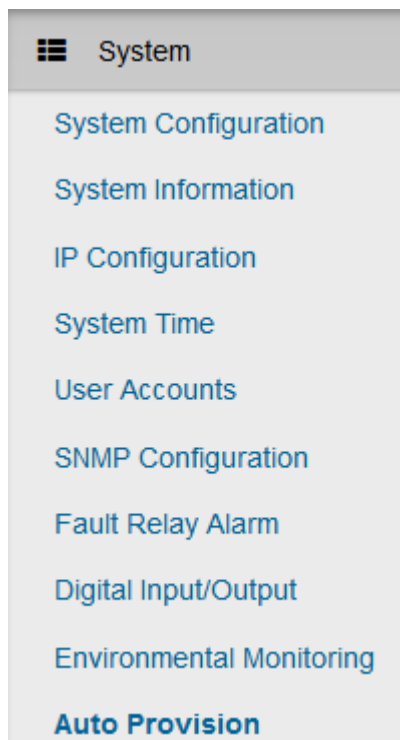 System
System Configuration
System Information
IP Configuration
System Time
User Accounts
SNMP Configuration
Fault Relay Alarm
Digital Input/Output
Environmental Monitoring
Auto Provision